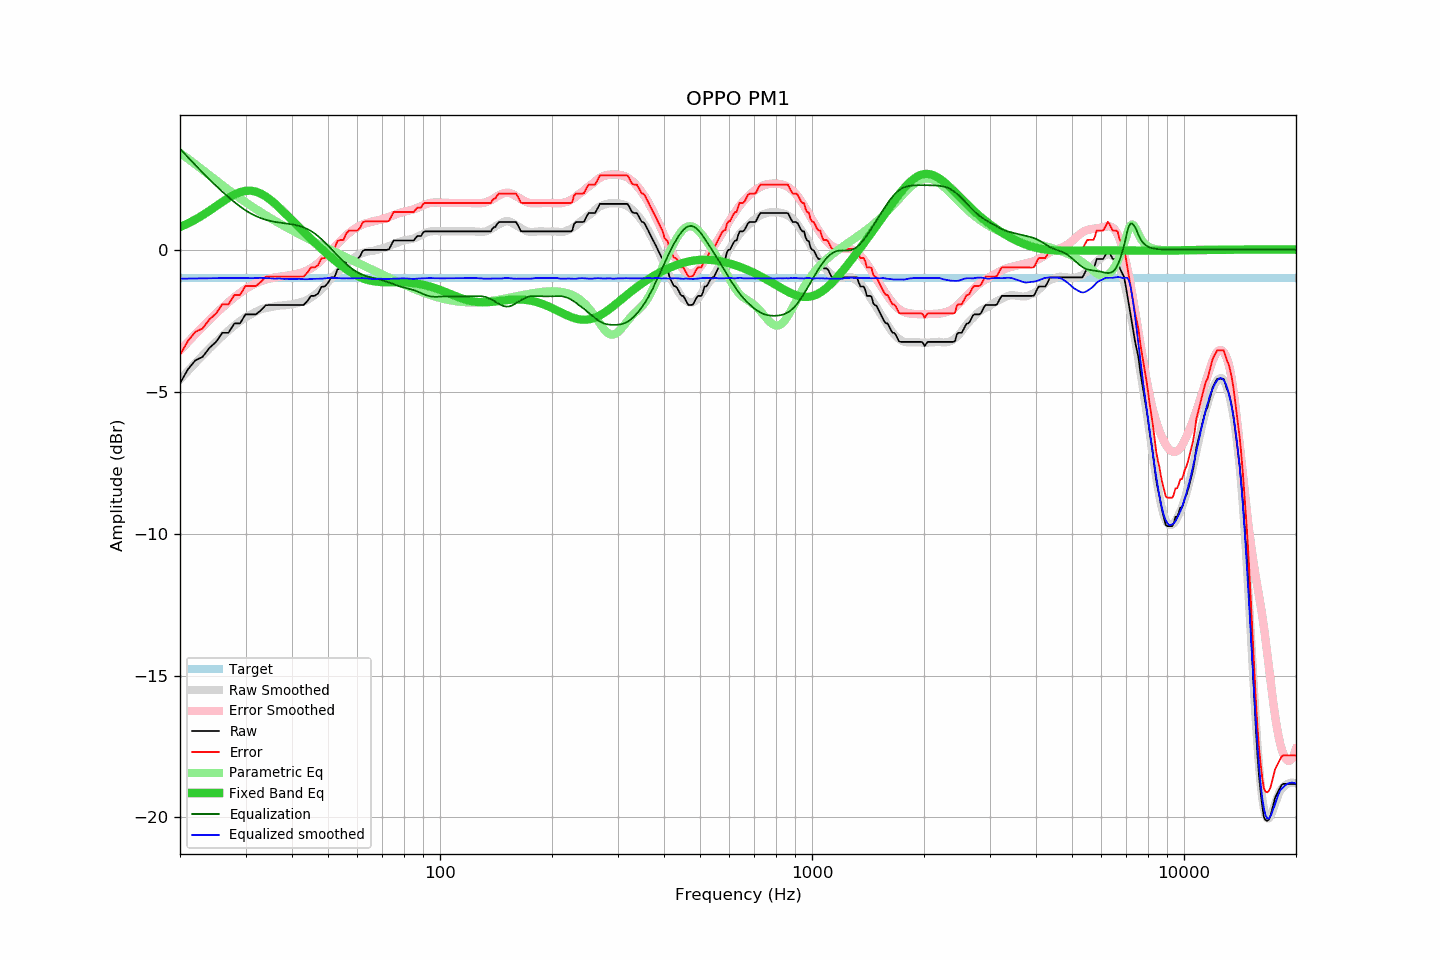 OPPO PM1
Amplitude (dBr)
0
−5
−10
−15
−20
Target
Raw Smoothed
Error Smoothed
Raw
Error
Parametric Eq
Fixed Band Eq
Equalization
Equalized smoothed
100
1000
10000
Frequency (Hz)